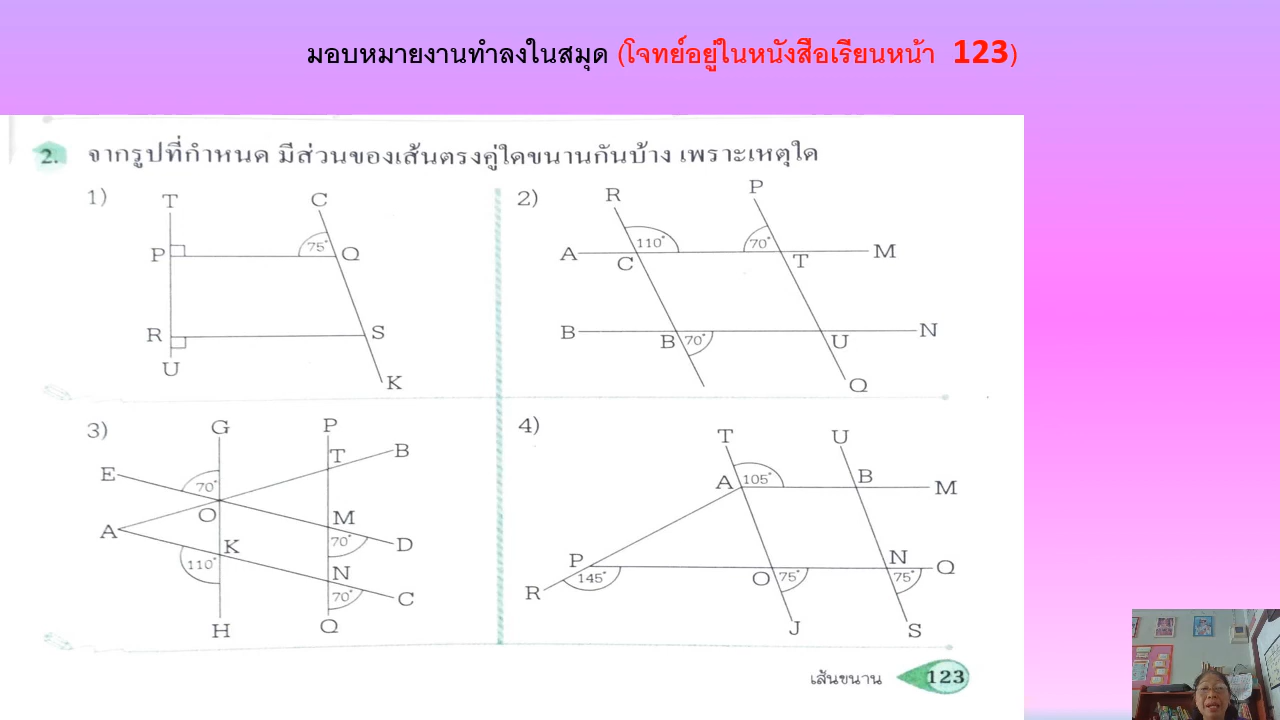 มอบหมายงานทำลงในสมุด (โจทย์อยู่ในหนังสือเรียนหน้า 123)
2. จากรูปที่กำหนด มีส่วนของเส้นตรงคู่ใดขนานกันบ้าง เพราะเหตุใด
1) T C
P 75° Q
R S
U K
2) R P
A 110° C 70° T M
B B 70° U N
Q
3) G P
E 70° T B
A O M
K 70° D
110° N
70° C
H Q
4) T U
A 105° B M
P N
R 145° O 75° 75° Q
J S
เส้นขนาน 123